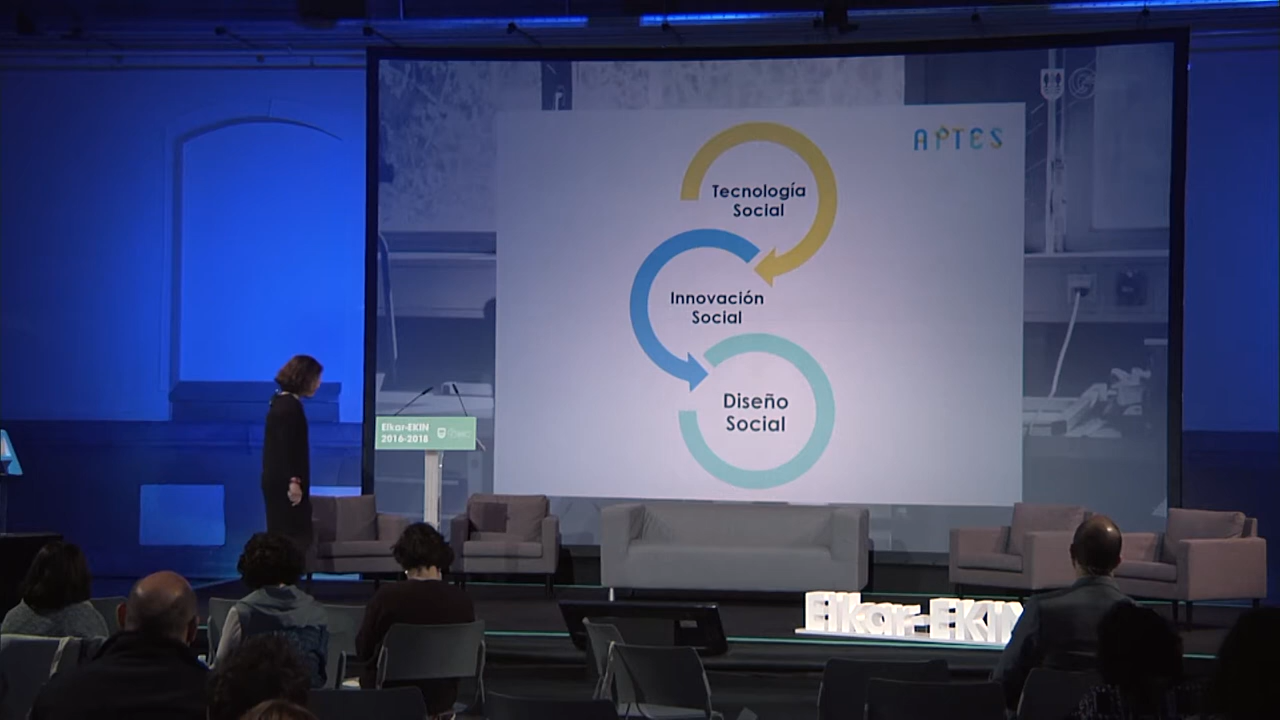 APTES
Tecnología
Social
Innovación
Social
Diseño
Social
Elkar-EKIN
2016-2018
Elkar-EKIN
A